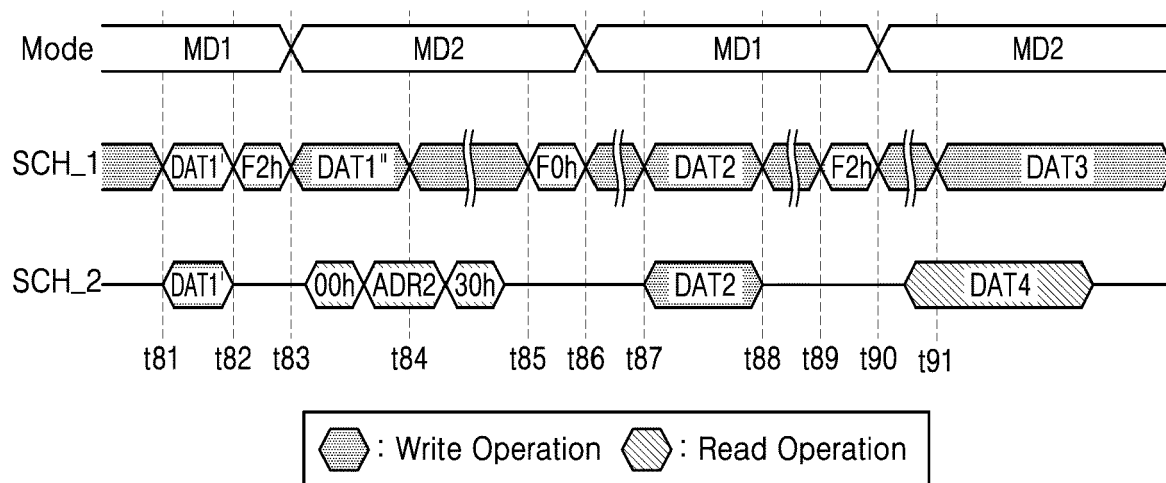 Mode MD1 MD2 MD1 MD2
SCH_1 DAT1' F2h DAT1" F0h DAT2 F2h DAT3
SCH_2 DAT1' 00h ADR2 30h DAT2 DAT4
t81 t82 t83 t84 t85 t86 t87 t88 t89 t90 t91
: Write Operation : Read Operation